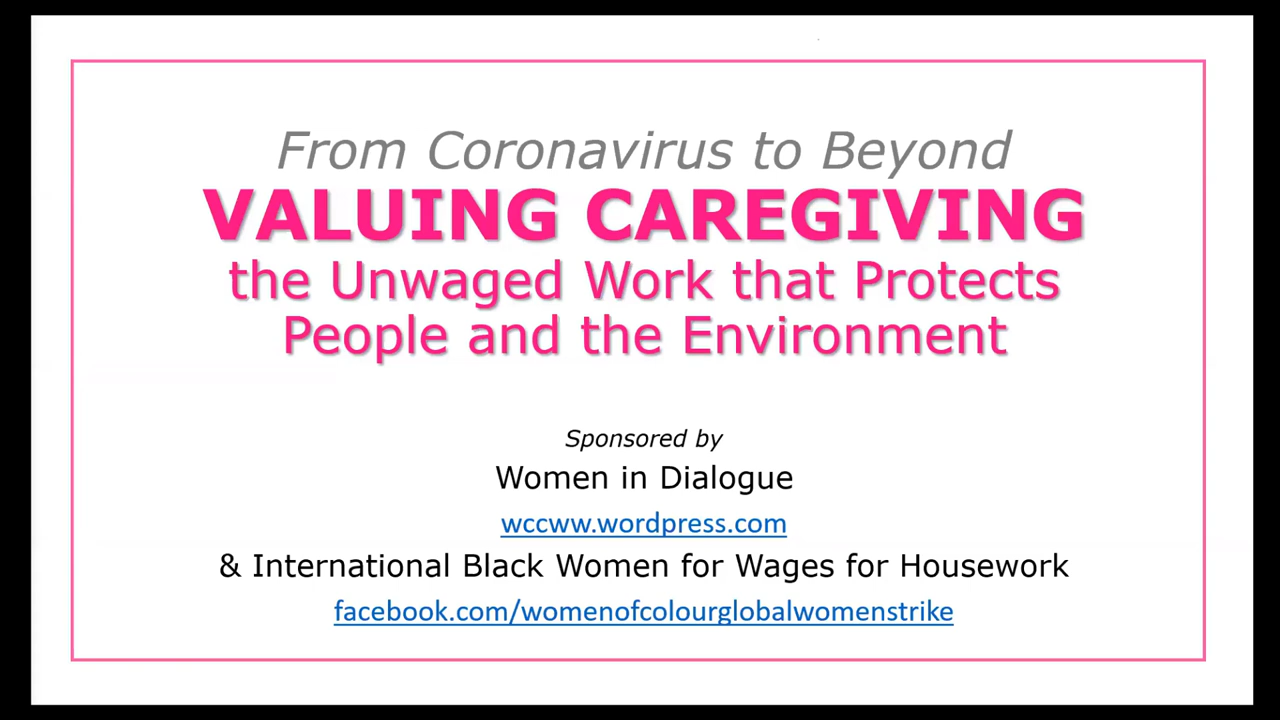 From Coronavirus to Beyond
VALUING CAREGIVING
the Unwaged Work that Protects
People and the Environment
Sponsored by
Women in Dialogue
wccww.wordpress.com
& International Black Women for Wages for Housework
facebook.com/womenofcolourglobalwomenstrike